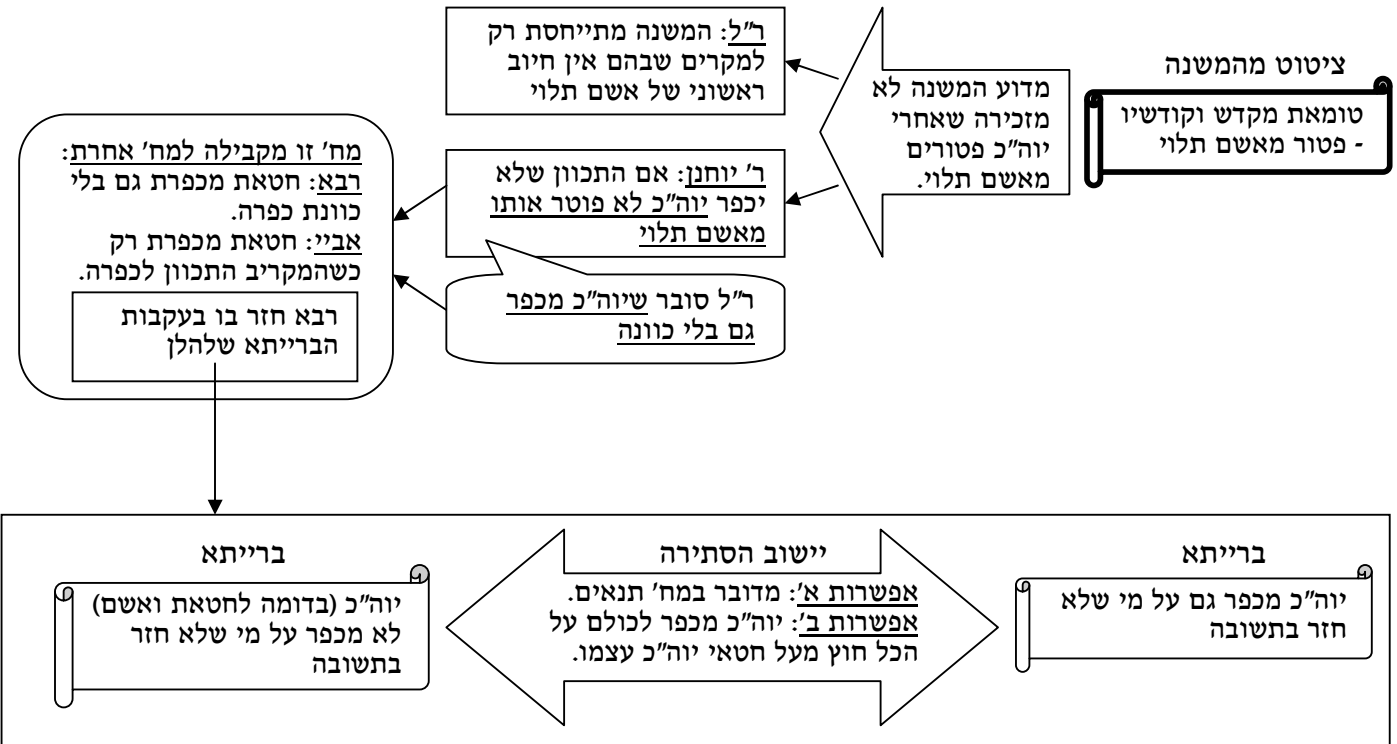 ציטוט מהמשנה
טומאת מקדש וקודשיו
- פטור מאשם תלוי
מדוע המשנה לא
מזכירה שאחרי
יוה"כ פטורים
מאשם תלוי.
ר"ל: המשנה מתייחסת רק
למקרים שבהם אין חיוב
ראשוני של אשם תלוי
ר' יוחנן: אם התכוון שלא
יכפר יוה"כ לא פוטר אותו
מאשם תלוי
ר"ל סובר שיוה"כ מכפר
גם בלי כוונה
מח' זו מקבילה למח' אחרת:
רבא: חטאת מכפרת גם בלי
כוונת כפרה.
אביי: חטאת מכפרת רק
כשהמקריב התכוון לכפרה.
רבא חזר בו בעקבות
הברייתא שלהלן
ברייתא
יוה"כ מכפר גם על מי שלא
חזר בתשובה
יישוב הסתירה
אפשרות א': מדובר במח' תנאים.
אפשרות ב': יוה"כ מכפר לכולם על
הכל חוץ מעל חטאי יוה"כ עצמו.
ברייתא
יוה"כ (בדומה לחטאת ואשם)
לא מכפר על מי שלא חזר
בתשובה